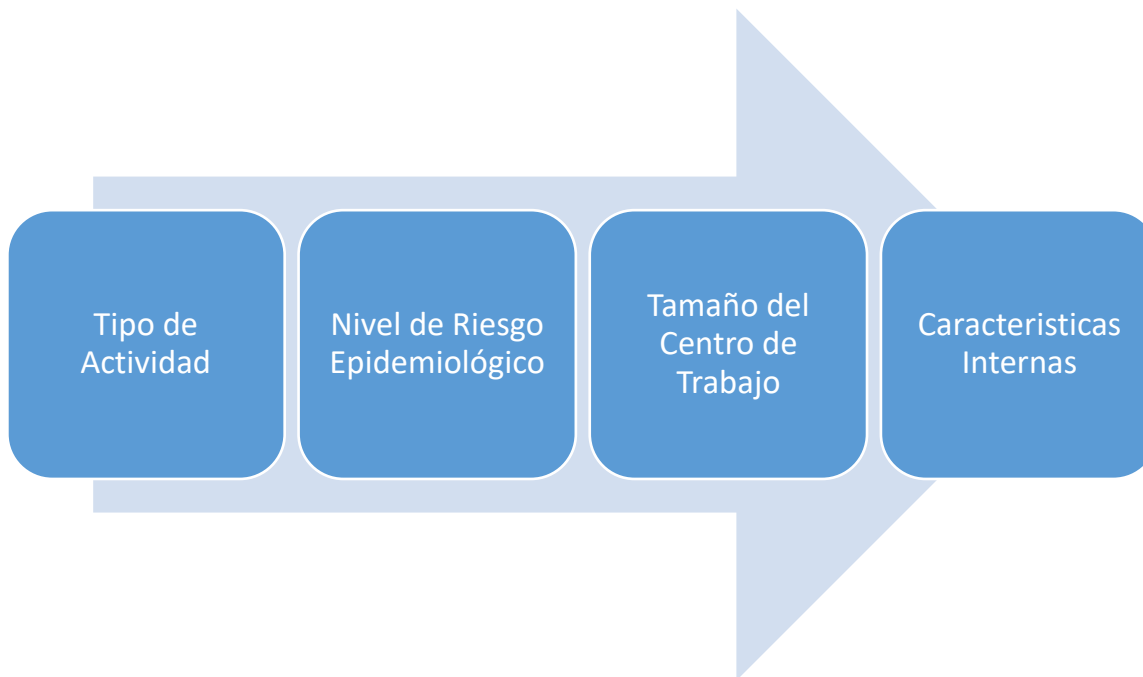 Tipo de
Actividad
Nivel de Riesgo
Epidemiológico
Tamaño del
Centro de
Trabajo
Caracteristicas
Internas